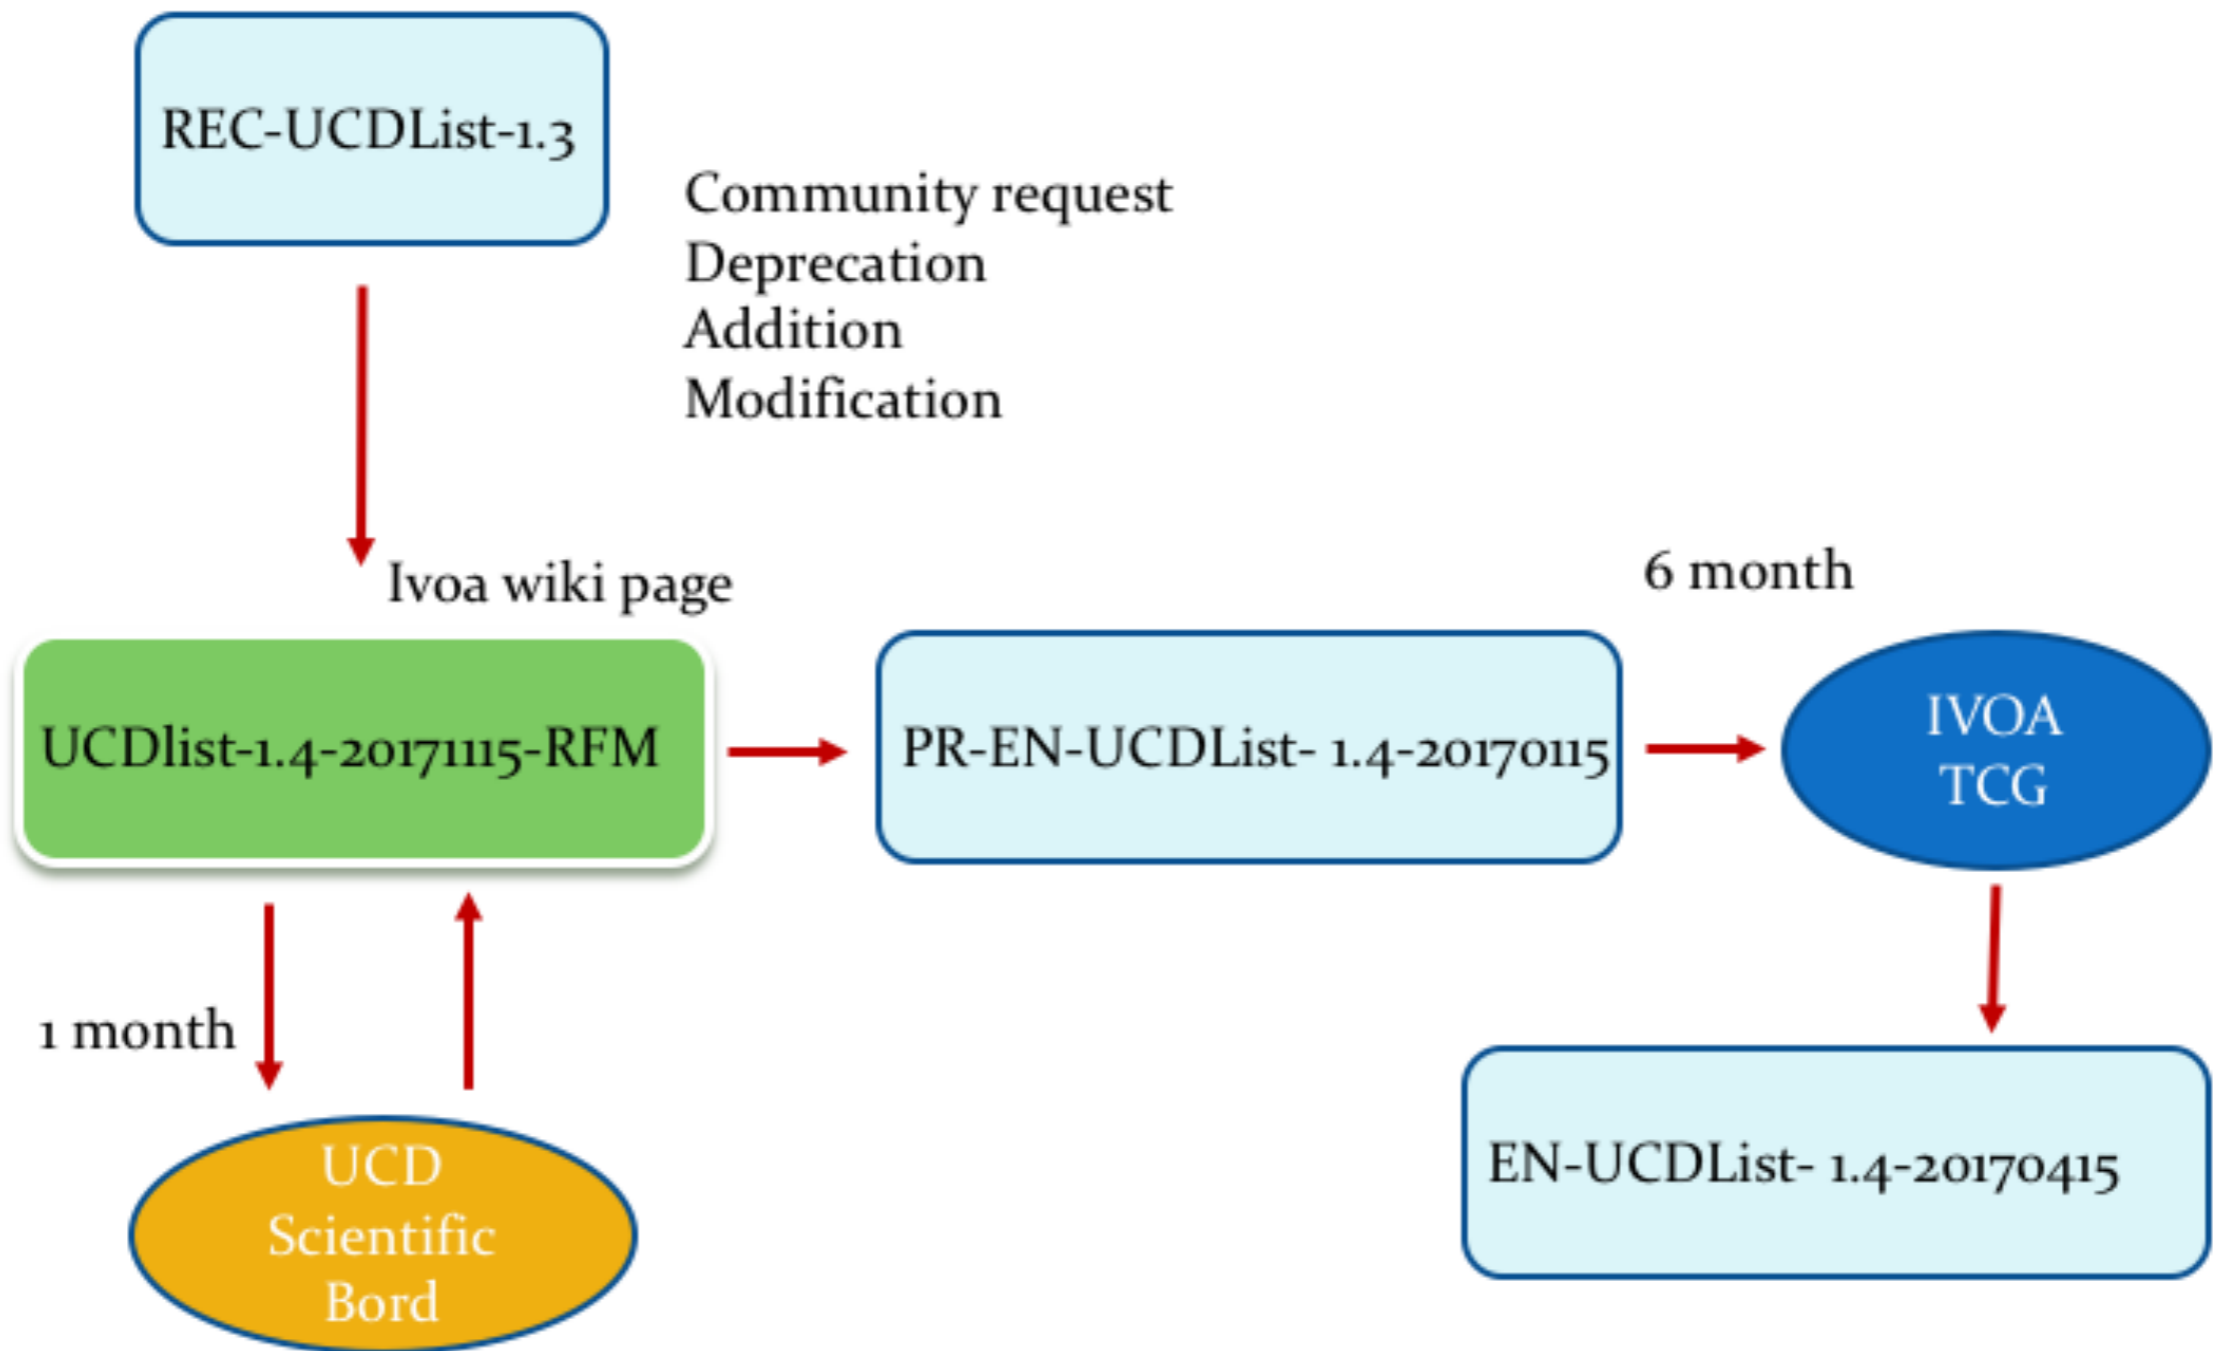 REC-UCDList-1.3
Community request
Deprecation
Addition
Modification
Ivoa wiki page
6 month
UCDlist-1.4-20171115-RFM
PR-EN-UCDList- 1.4-20170115
IVOA
TCG
1 month
UCD
Scientific
Bord
EN-UCDList- 1.4-20170415